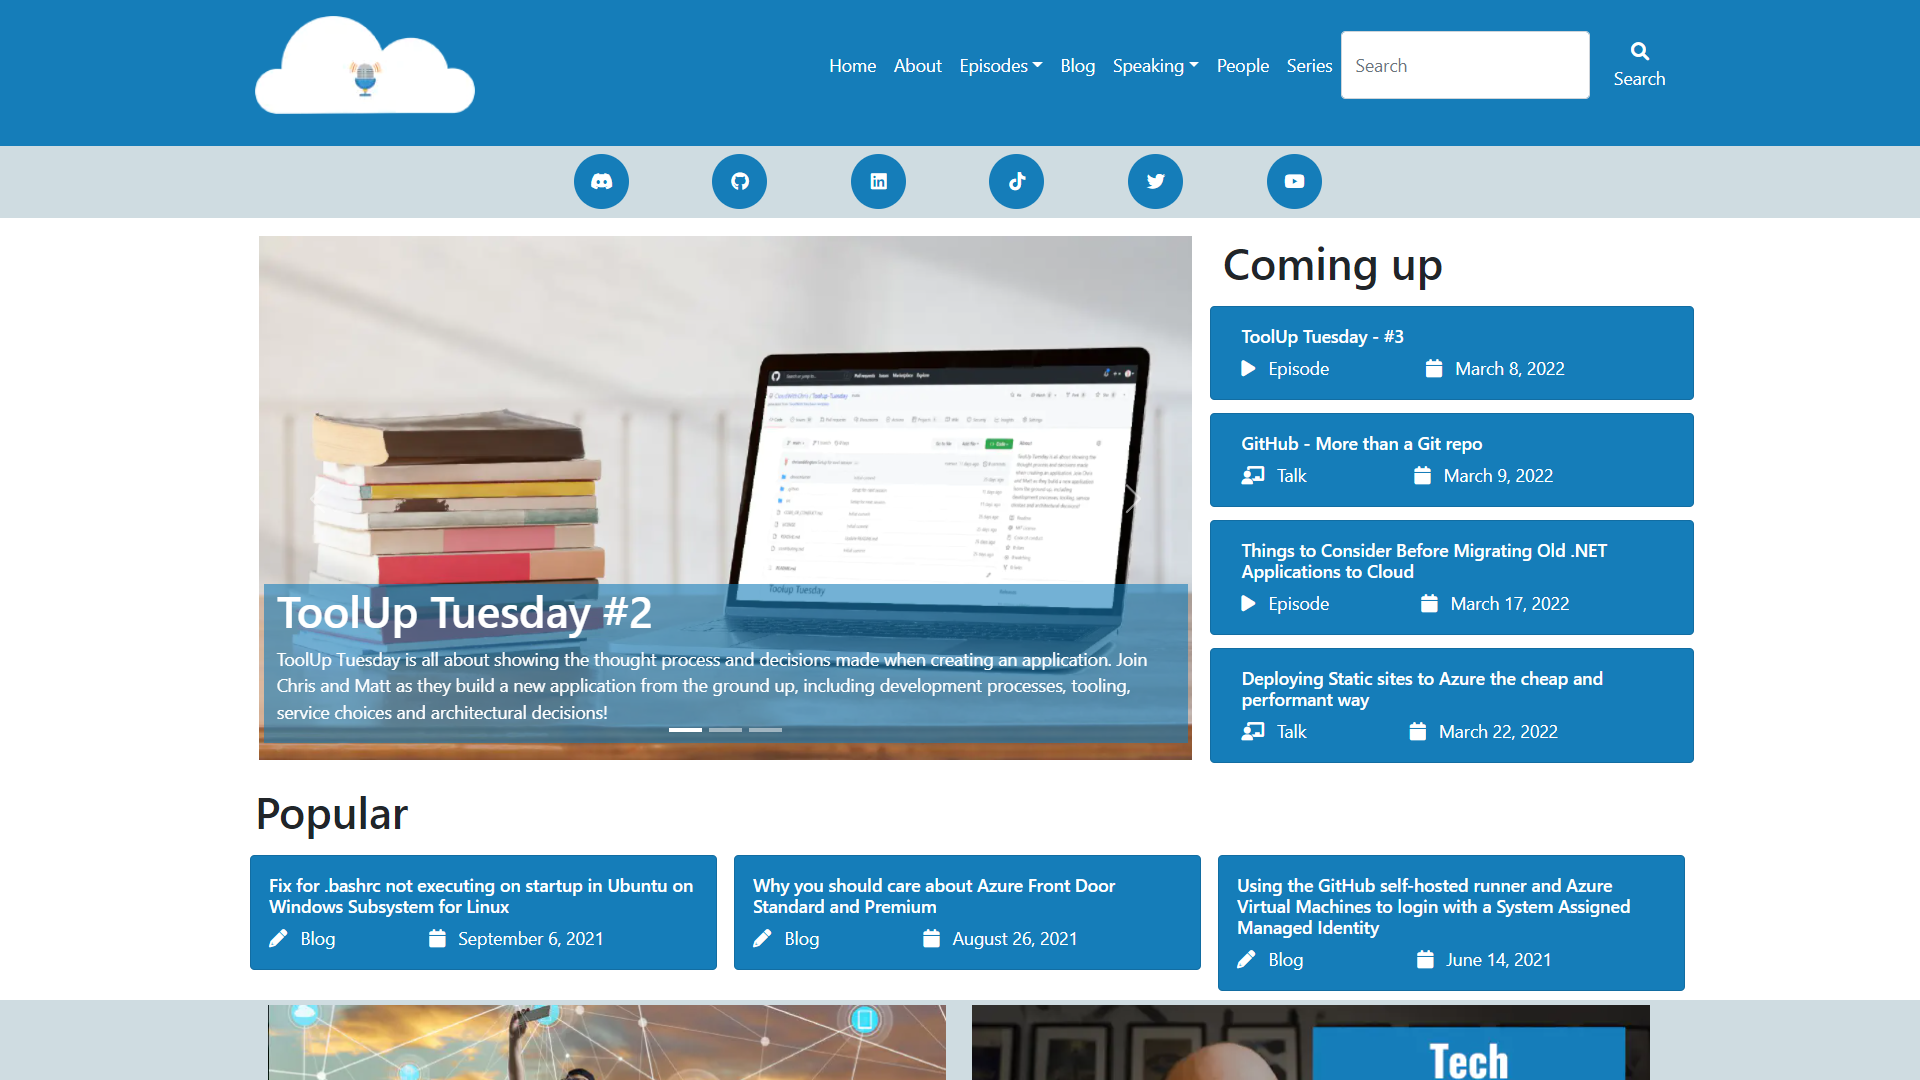 Home About Episodes Blog Speaking People Series Search Search
Coming up
ToolUp Tuesday - #3
Episode March 8, 2022
GitHub - More than a Git repo
Talk March 9, 2022
Things to Consider Before Migrating Old .NET
Applications to Cloud
Episode March 17, 2022
Deploying Static sites to Azure the cheap and
performant way
Talk March 22, 2022
Toolup Tuesday
ToolUp Tuesday #2
ToolUp Tuesday is all about showing the thought process and decisions made when creating an application. Join
Chris and Matt as they build a new application from the ground up, including development processes, tooling,
service choices and architectural decisions!
Popular
Fix for .bashrc not executing on startup in Ubuntu on
Windows Subsystem for Linux
Blog September 6, 2021
Why you should care about Azure Front Door
Standard and Premium
Blog August 26, 2021
Using the GitHub self-hosted runner and Azure
Virtual Machines to login with a System Assigned
Managed Identity
Blog June 14, 2021
Tech